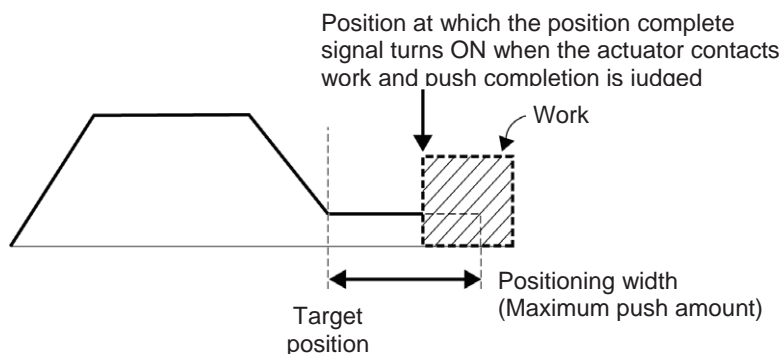 Position at which the position complete
signal turns ON when the actuator contacts
work and push completion is judged
Work
Positioning width
(Maximum push amount)
Target
position